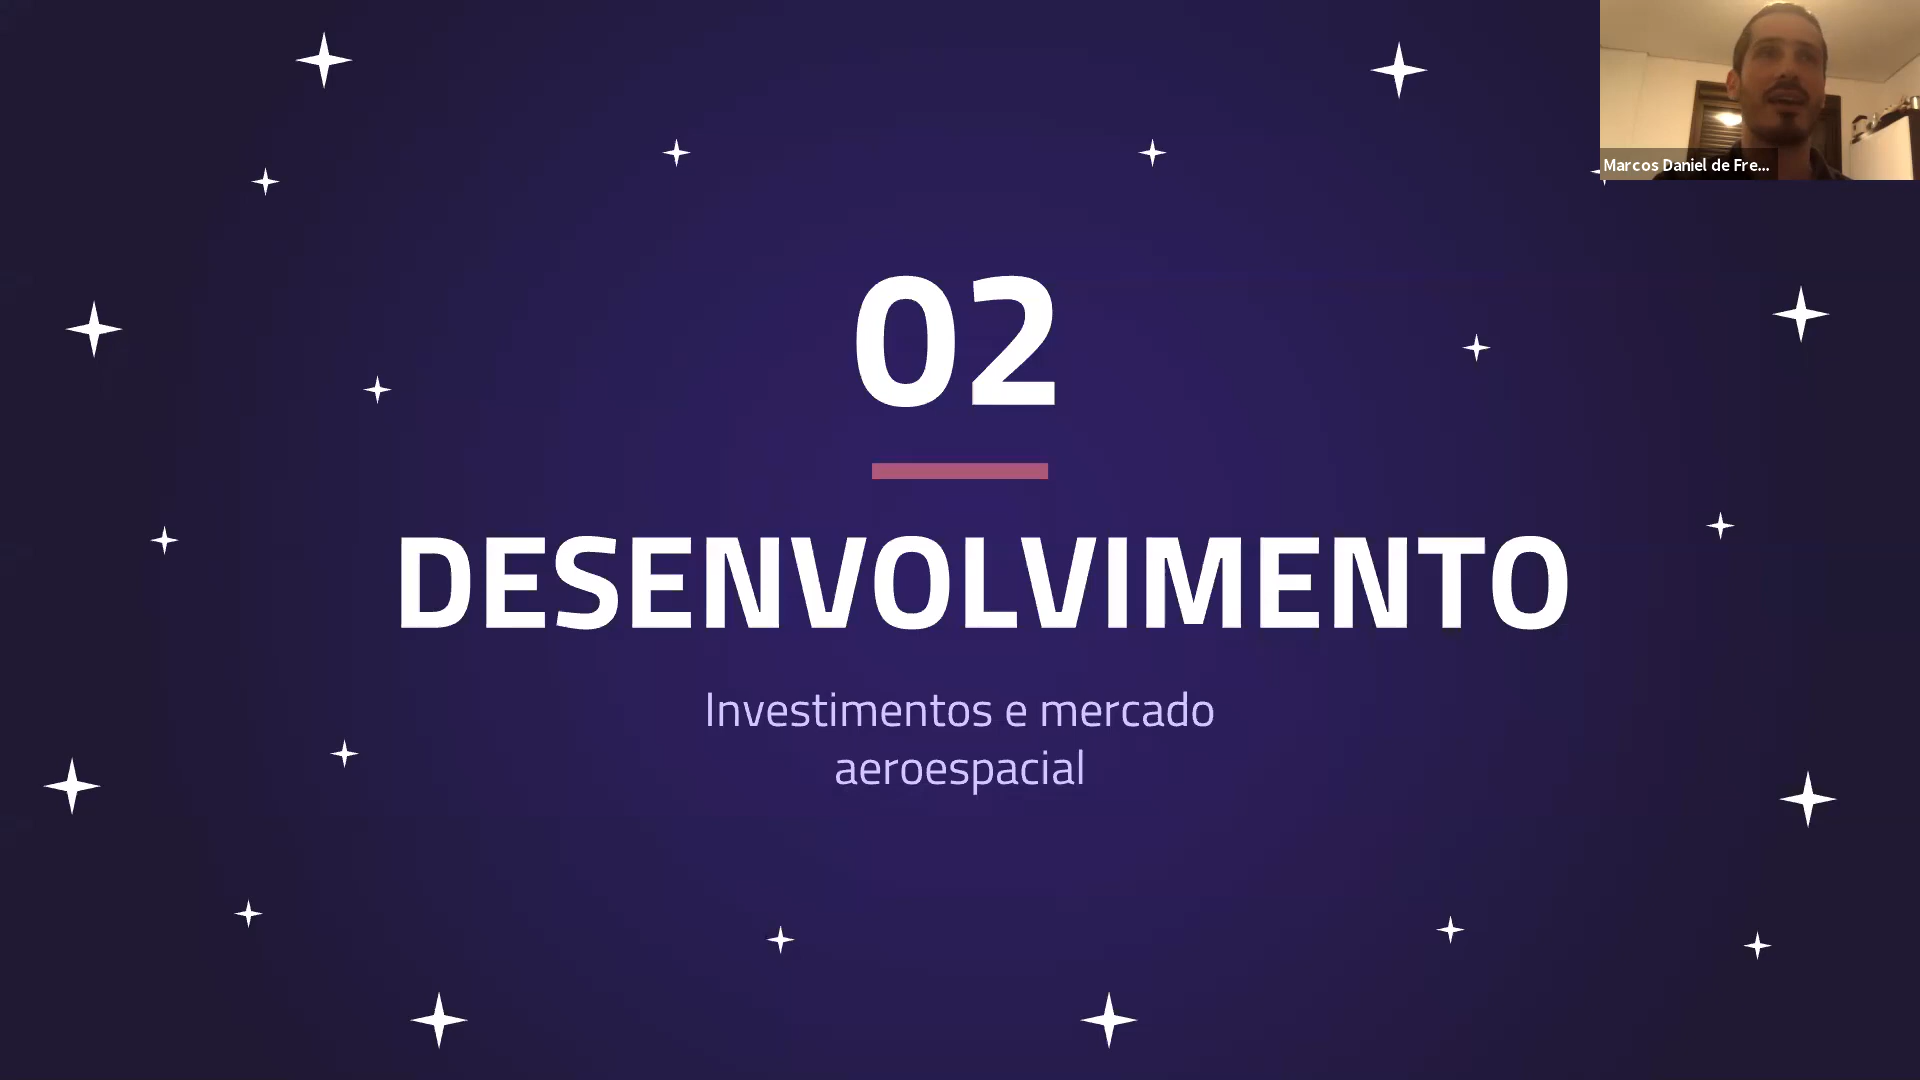 Marcos Daniel de Fre...
02
DESENVOLVIMENTO
Investimentos e mercado
aeroespacial